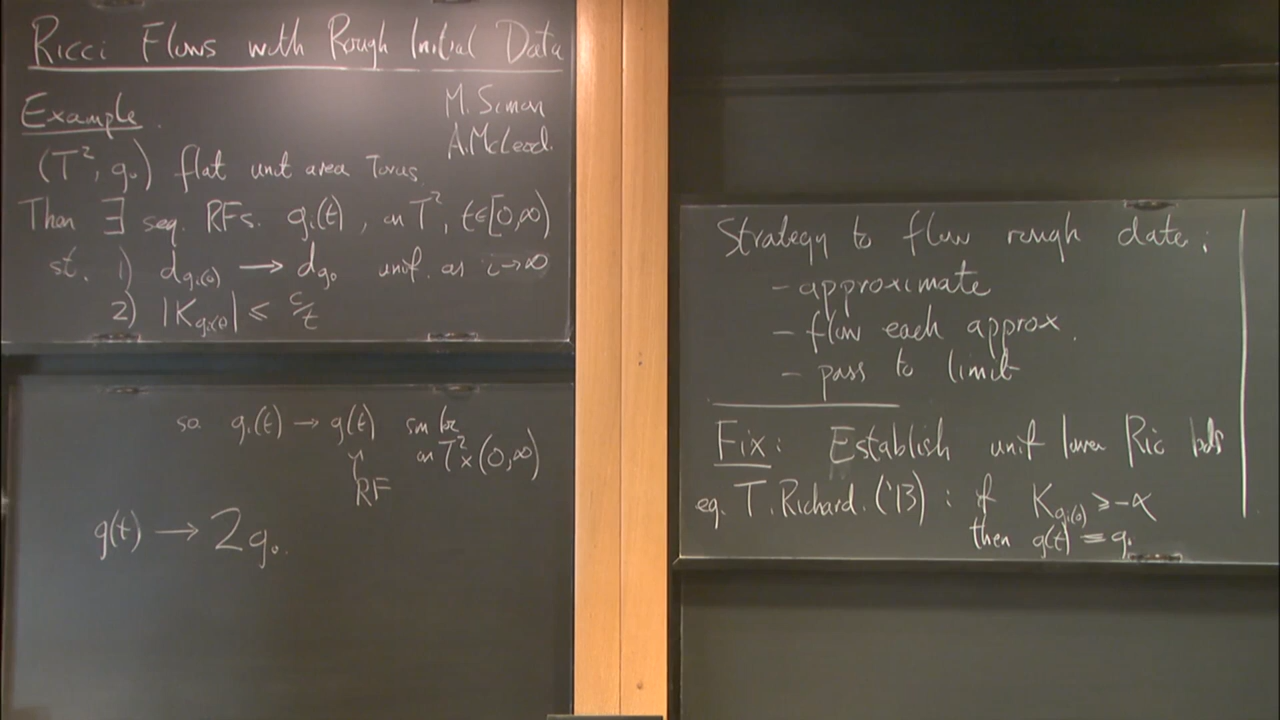 Ricci Flows with Rough Initial Data
Example.
M. Simon
A. McLeod.
(T², g₀) flat unit area Torus.
Then ∃ seq. RFs. gᵢ(t), on T², t∈[0,∞)
st. 1) d_{gᵢ(0)} → d_{g₀} unif. as i→∞
2) |K_{gᵢ(t)}| ≤ c/t
so gᵢ(t) → g(t) sm loc
on T²×(0,∞)
RF
g(t) → 2g₀.
Strategy to flow rough data:
- approximate
- flow each approx.
- pass to limit
Fix: Establish unif lower Ric bds
eg. T. Richard. ('13) : if K_{gᵢ(0)} ≥ -α
then g(t) ≡ g₀